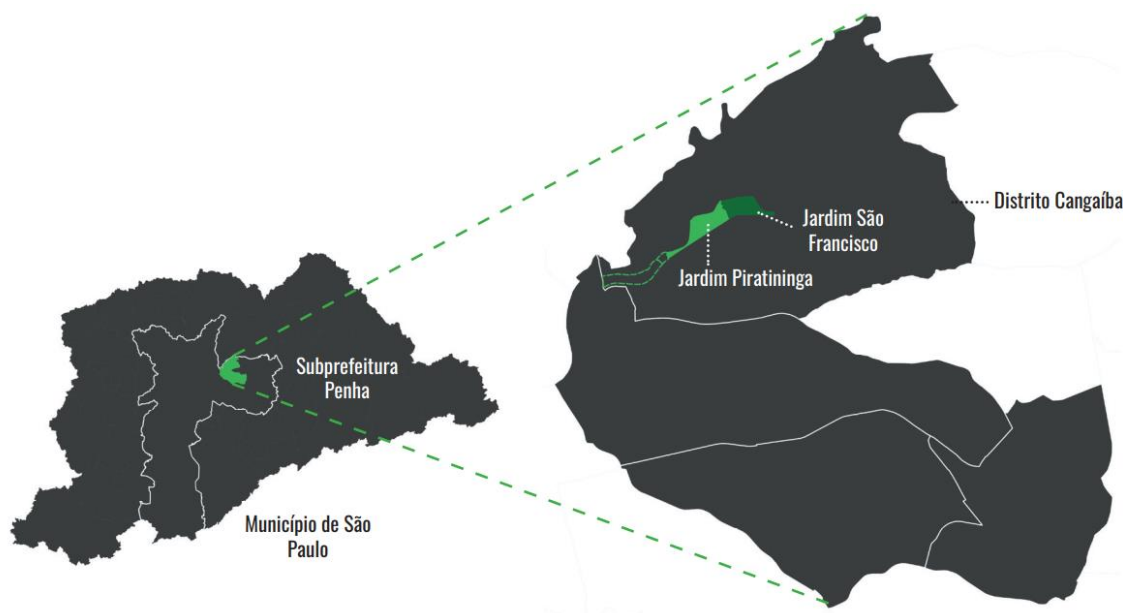 Subprefeitura
Penha
Município de São
Paulo
Distrito Cangaíba
Jardim São
Francisco
Jardim Piratininga